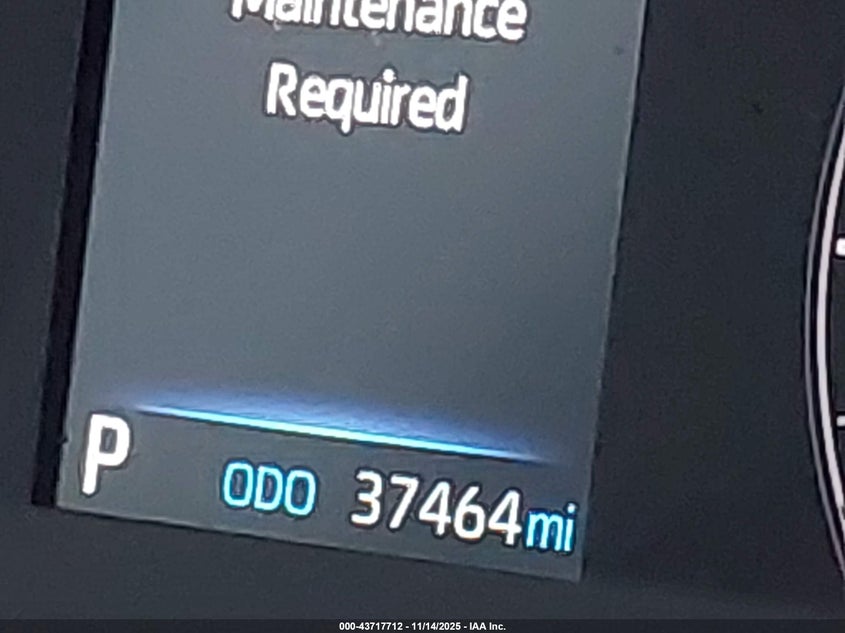 Maintenance
Required
P
ODO 37464mi
000-43717712 - 11/14/2025 - IAA Inc.